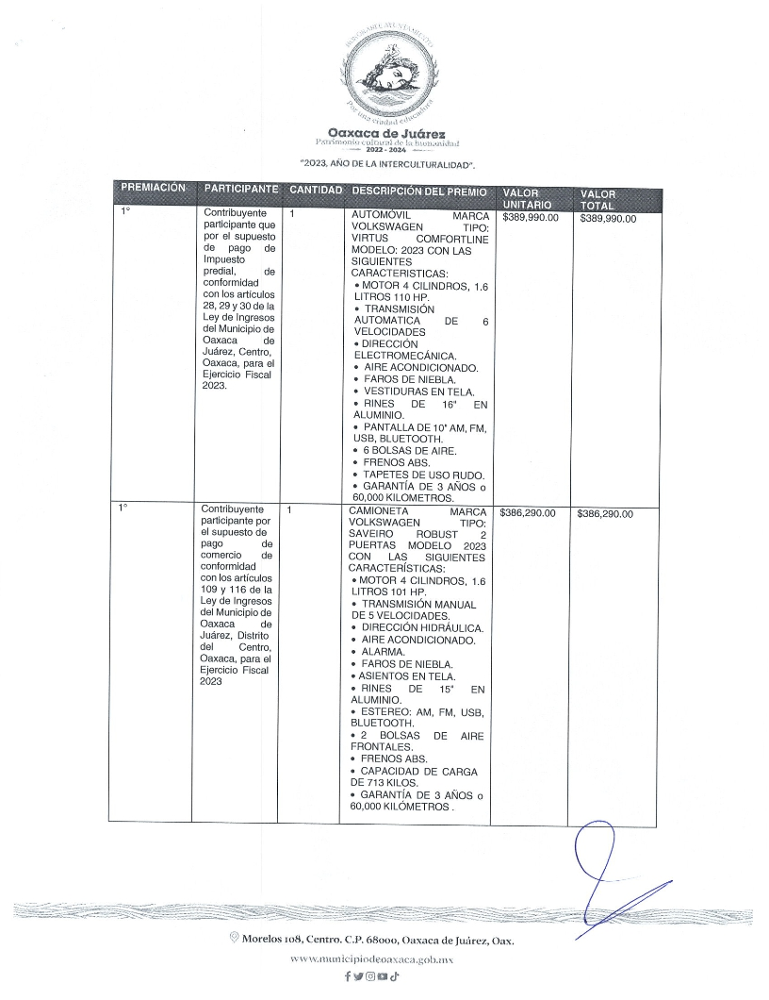 HONORABLE AYUNTAMIENTO
Por una ciudad educadora
Oaxaca de Juárez
Patrimonio cultural de la humanidad
2022 - 2024
"2023, AÑO DE LA INTERCULTURALIDAD".
PREMIACIÓN PARTICIPANTE CANTIDAD DESCRIPCIÓN DEL PREMIO VALOR UNITARIO VALOR TOTAL
1°
Contribuyente
participante que
por el supuesto
de pago de
Impuesto
predial, de
conformidad
con los artículos
28, 29 y 30 de la
Ley de Ingresos
del Municipio de
Oaxaca de
Juárez, Centro,
Oaxaca, para el
Ejercicio Fiscal
2023.
1
AUTOMÓVIL MARCA
VOLKSWAGEN TIPO:
VIRTUS COMFORTLINE
MODELO: 2023 CON LAS
SIGUIENTES
CARACTERISTICAS:
• MOTOR 4 CILINDROS, 1.6
LITROS 110 HP.
• TRANSMISIÓN
AUTOMATICA DE 6
VELOCIDADES
• DIRECCIÓN
ELECTROMECÁNICA.
• AIRE ACONDICIONADO.
• FAROS DE NIEBLA.
• VESTIDURAS EN TELA.
• RINES DE 16" EN
ALUMINIO.
• PANTALLA DE 10" AM, FM,
USB, BLUETOOTH.
• 6 BOLSAS DE AIRE.
• FRENOS ABS.
• TAPETES DE USO RUDO.
• GARANTÍA DE 3 AÑOS o
60,000 KILOMETROS.
$389,990.00
$389,990.00
1°
Contribuyente
participante por
el supuesto de
pago de
comercio de
conformidad
con los artículos
109 y 116 de la
Ley de Ingresos
del Municipio de
Oaxaca de
Juárez, Distrito
del Centro,
Oaxaca, para el
Ejercicio Fiscal
2023
1
CAMIONETA MARCA
VOLKSWAGEN TIPO:
SAVEIRO ROBUST 2
PUERTAS MODELO 2023
CON LAS SIGUIENTES
CARACTERÍSTICAS:
• MOTOR 4 CILINDROS, 1.6
LITROS 101 HP.
• TRANSMISIÓN MANUAL
DE 5 VELOCIDADES.
• DIRECCIÓN HIDRÁULICA.
• AIRE ACONDICIONADO.
• ALARMA.
• FAROS DE NIEBLA.
• ASIENTOS EN TELA.
• RINES DE 15" EN
ALUMINIO.
• ESTEREO: AM, FM, USB,
BLUETOOTH.
• 2 BOLSAS DE AIRE
FRONTALES.
• FRENOS ABS.
• CAPACIDAD DE CARGA
DE 713 KILOS.
• GARANTÍA DE 3 AÑOS o
60,000 KILÓMETROS .
$386,290.00
$386,290.00
Morelos 108, Centro. C.P. 68000, Oaxaca de Juárez, Oax.
www.municipiodeoaxaca.gob.mx